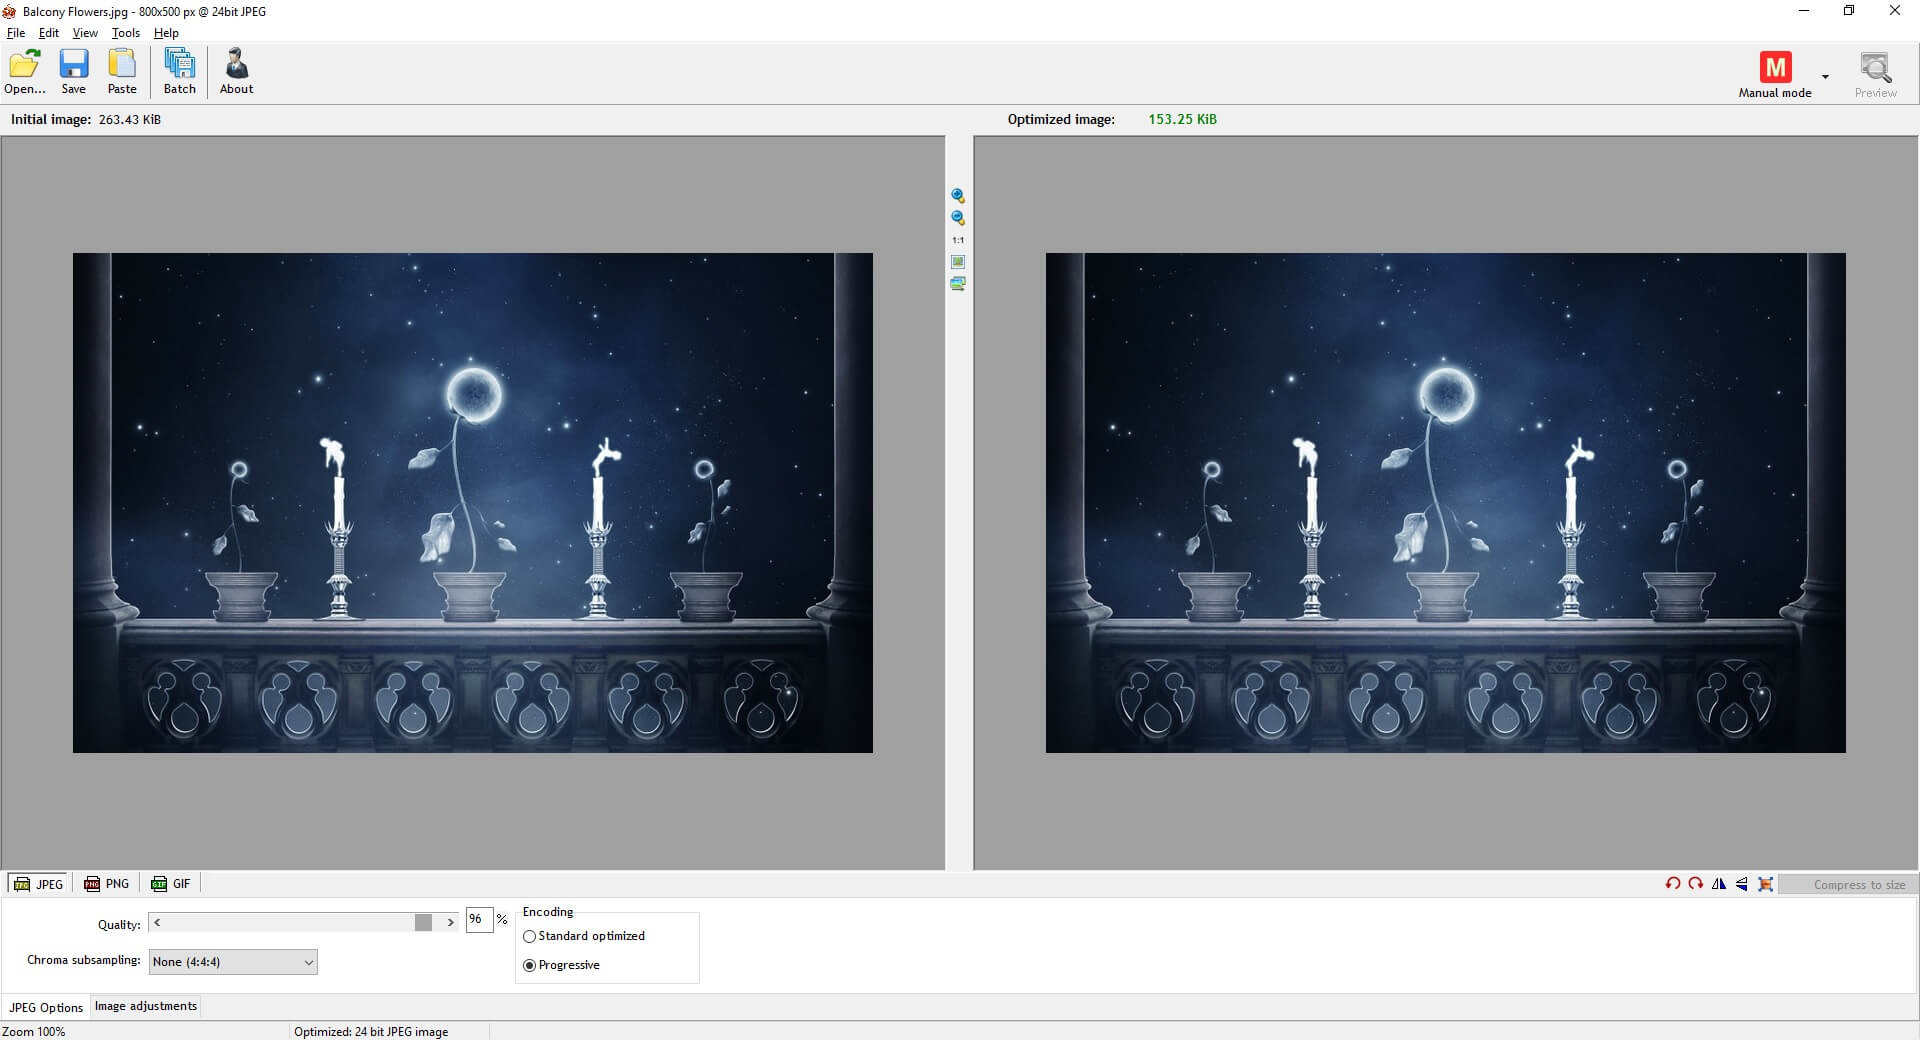 Balcony Flowers.jpg - 800x500 px @ 24bit JPEG
File Edit View Tools Help
Open... Save Paste Batch About M Manual mode Preview
Initial image: 263.43 KiB Optimized image: 153.25 KiB
1:1
JPEG PNG GIF Compress to size
Quality: 96 % Encoding
Standard optimized
Chroma subsampling: None (4:4:4) Progressive
JPEG Options Image adjustments
Zoom 100% Optimized: 24 bit JPEG image